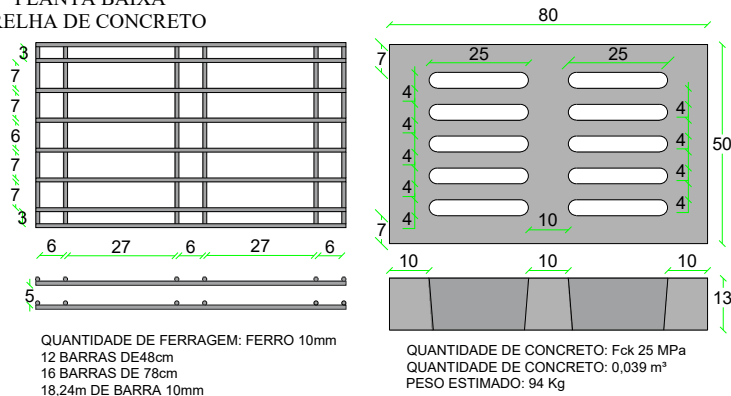 PLANTA BAIXA
RELHA DE CONCRETO
3
7
7
6
7
7
3
6 27 6 27 6
5
QUANTIDADE DE FERRAGEM: FERRO 10mm
12 BARRAS DE48cm
16 BARRAS DE 78cm
18,24m DE BARRA 10mm
80
7
25 25
4
4
4
4
4
4
4
4
4
50
10
7
10 10 10
13
QUANTIDADE DE CONCRETO: Fck 25 MPa
QUANTIDADE DE CONCRETO: 0,039 m³
PESO ESTIMADO: 94 Kg